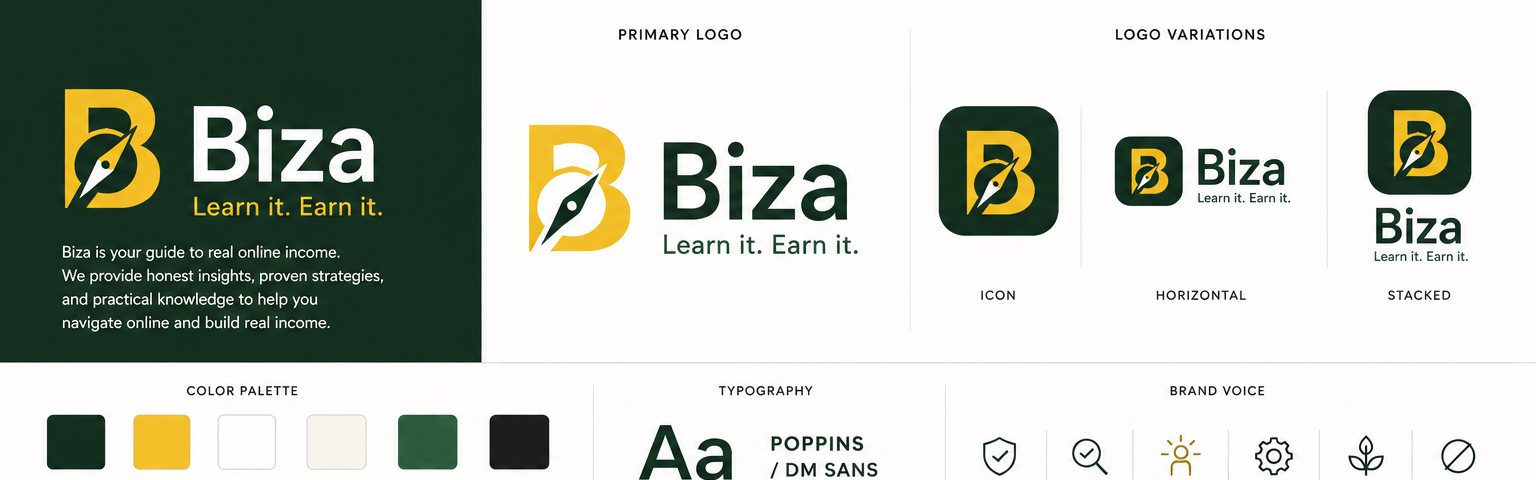 B Biza
Learn it. Earn it.
Biza is your guide to real online income.
We provide honest insights, proven strategies,
and practical knowledge to help you
navigate online and build real income.
PRIMARY LOGO
B Biza
Learn it. Earn it.
LOGO VARIATIONS
B
ICON
B Biza
Learn it. Earn it.
HORIZONTAL
B
Biza
Learn it. Earn it.
STACKED
COLOR PALETTE
TYPOGRAPHY
Aa
POPPINS
/ DM SANS
BRAND VOICE